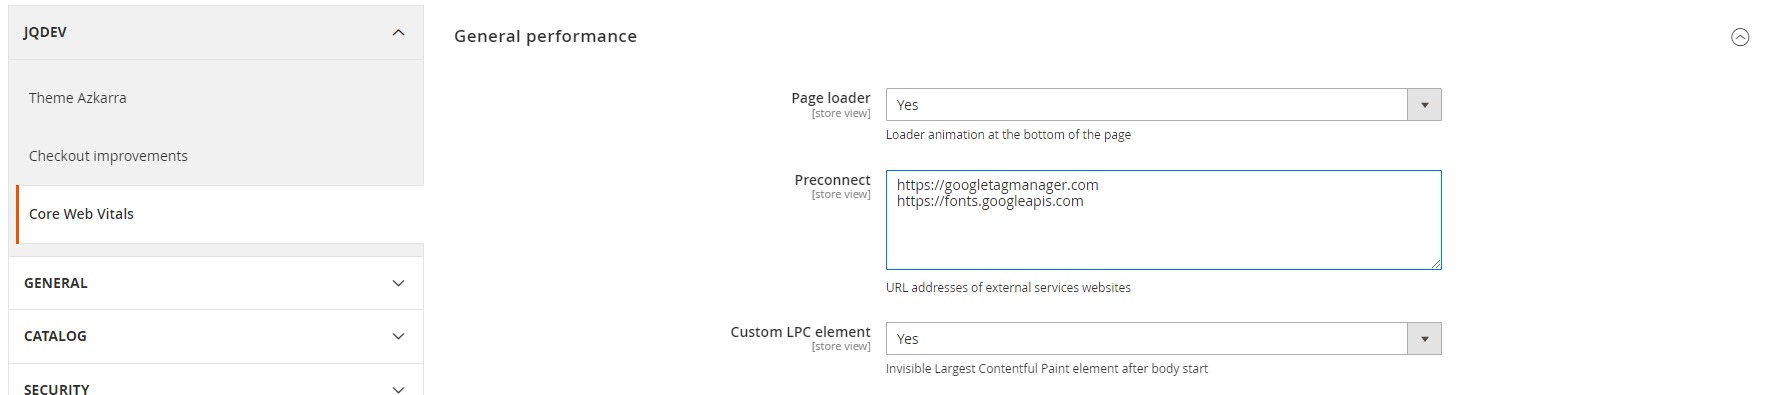 JQDEV
Theme Azkarra
Checkout improvements
Core Web Vitals
GENERAL
CATALOG
SECURITY
General performance
Page loader
[store view]
Yes
Loader animation at the bottom of the page
Preconnect
[store view]
https://googletagmanager.com
https://fonts.googleapis.com
URL addresses of external services websites
Custom LPC element
[store view]
Yes
Invisible Largest Contentful Paint element after body start